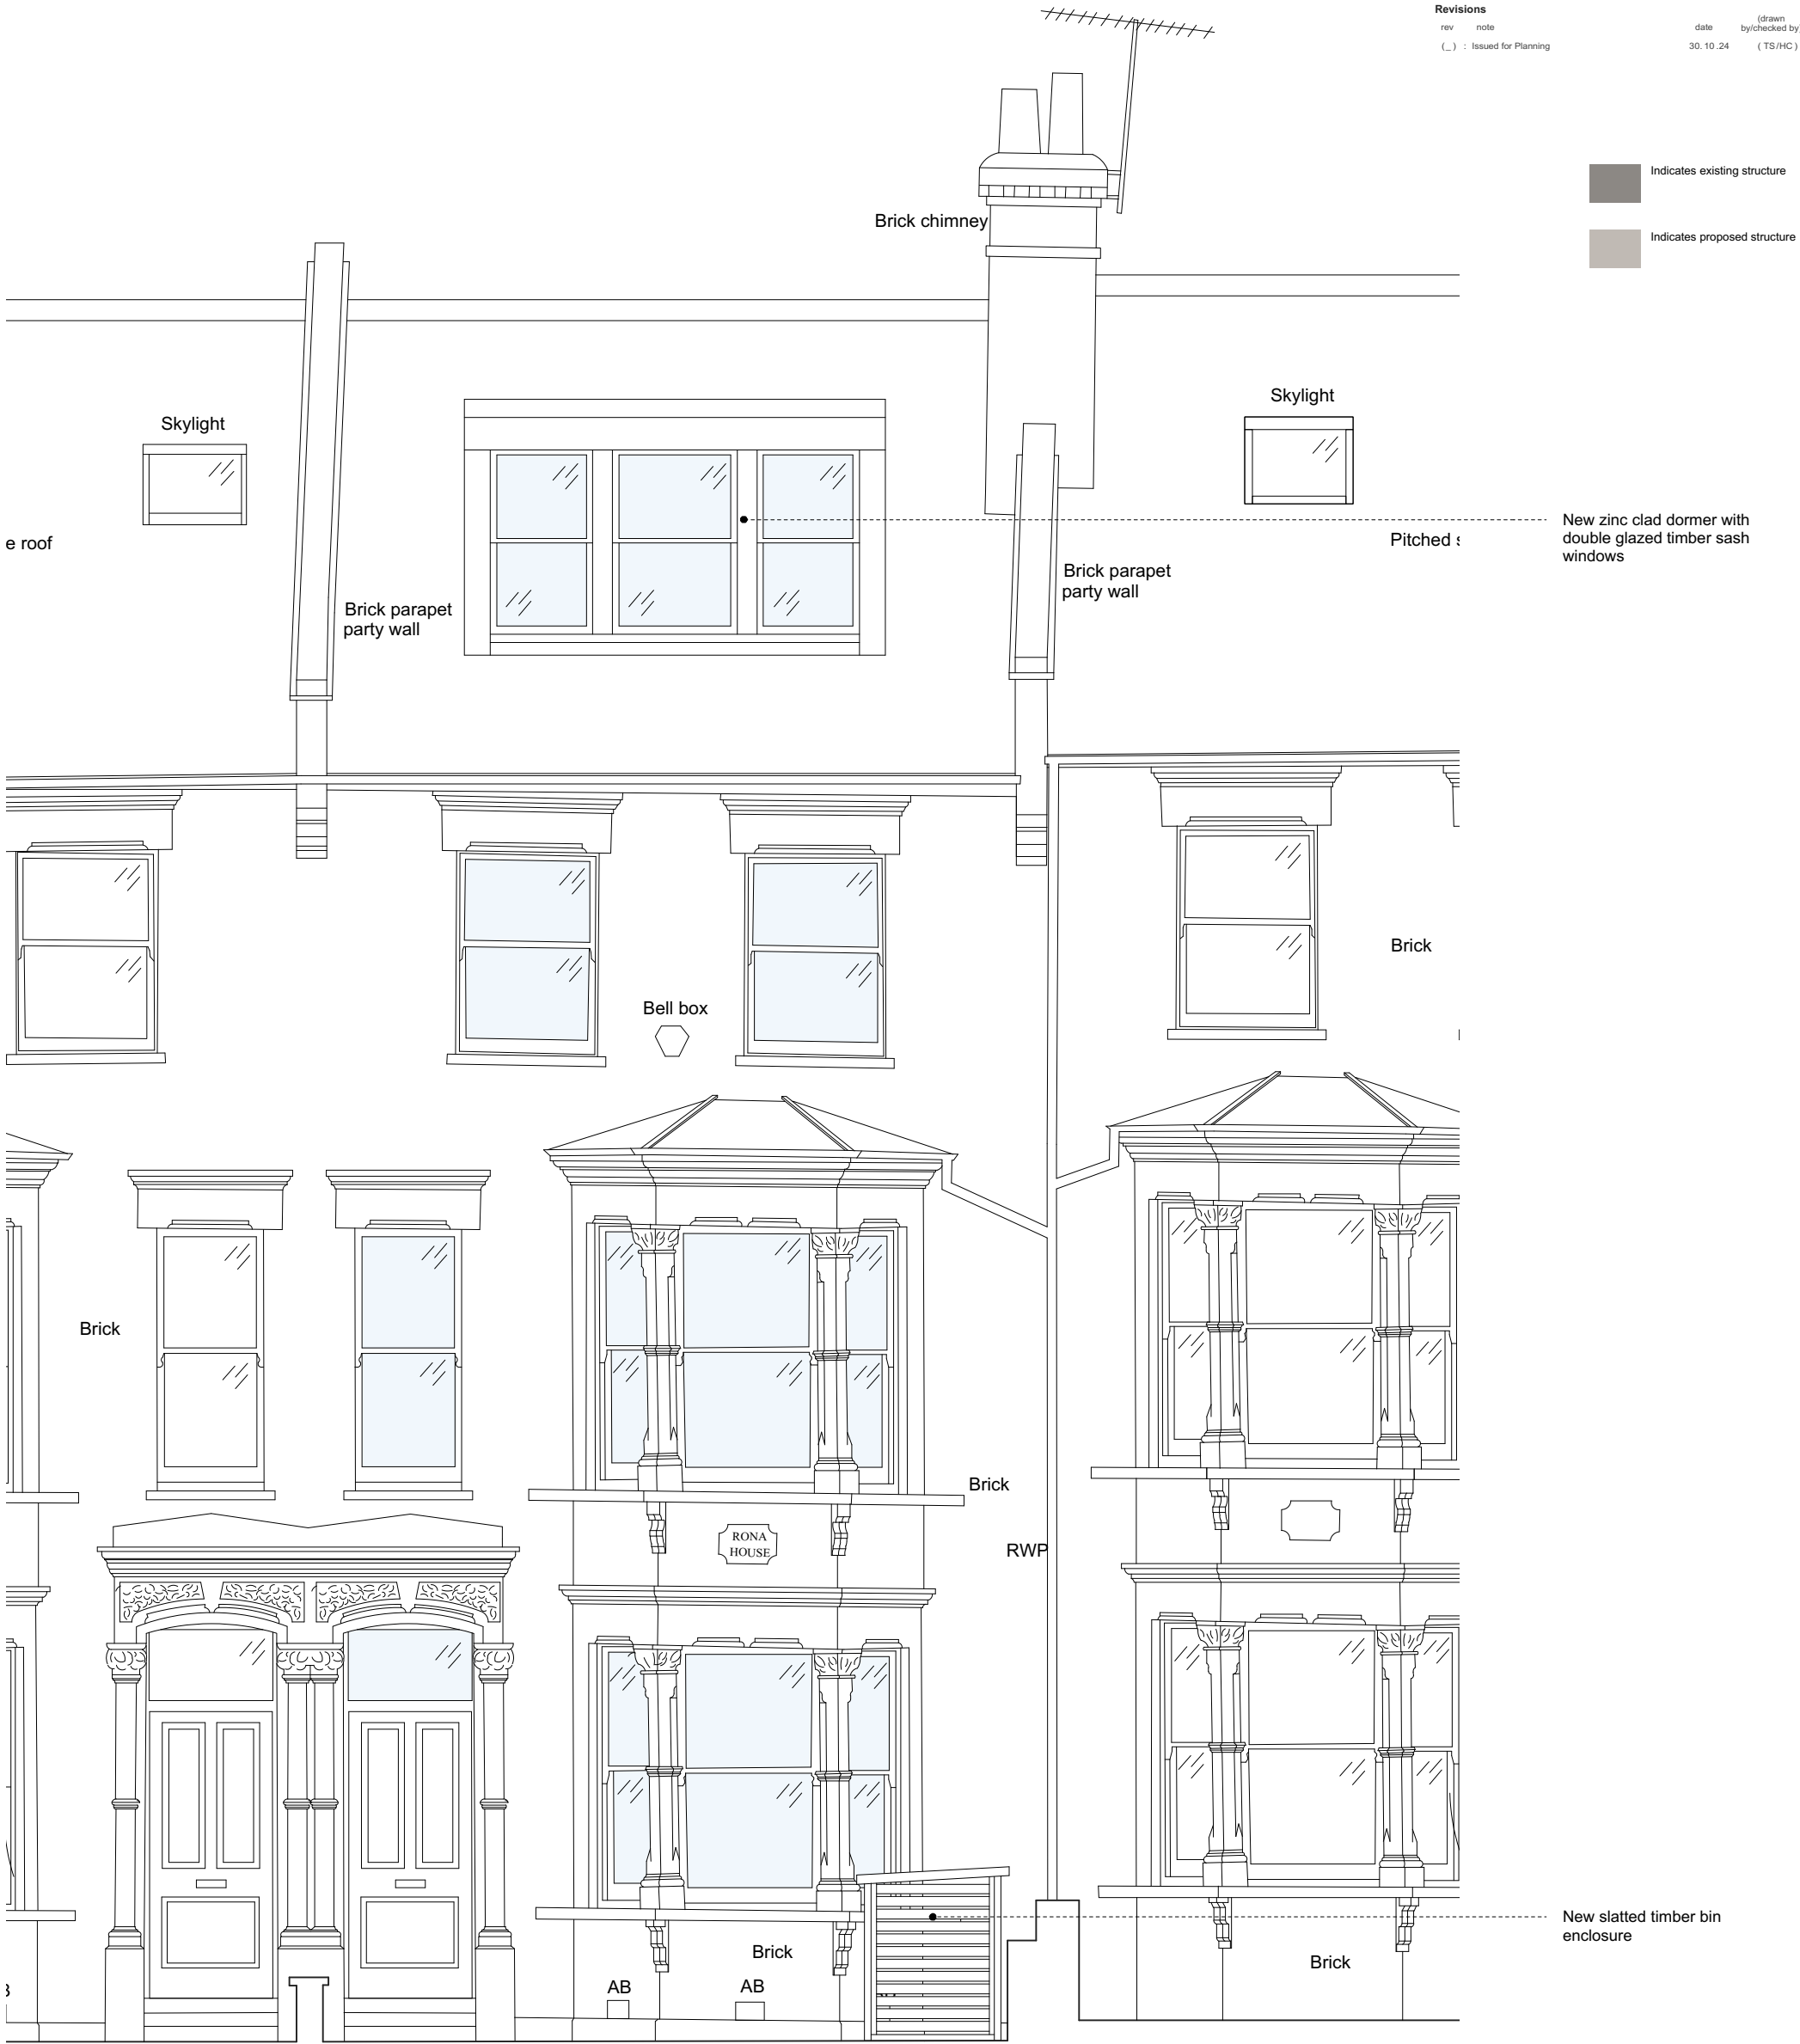 Revisions
rev note date (drawn by/checked by)
(_) : Issued for Planning 30.10.24 (TS/HC)
Indicates existing structure
Indicates proposed structure
Brick chimney
Skylight
Skylight
New zinc clad dormer with
double glazed timber sash
windows
e roof
Pitched s
Brick parapet
party wall
Brick parapet
party wall
Brick
Bell box
Brick
Brick
RONA
HOUSE
RWP
New slatted timber bin
enclosure
Brick
Brick
AB
AB